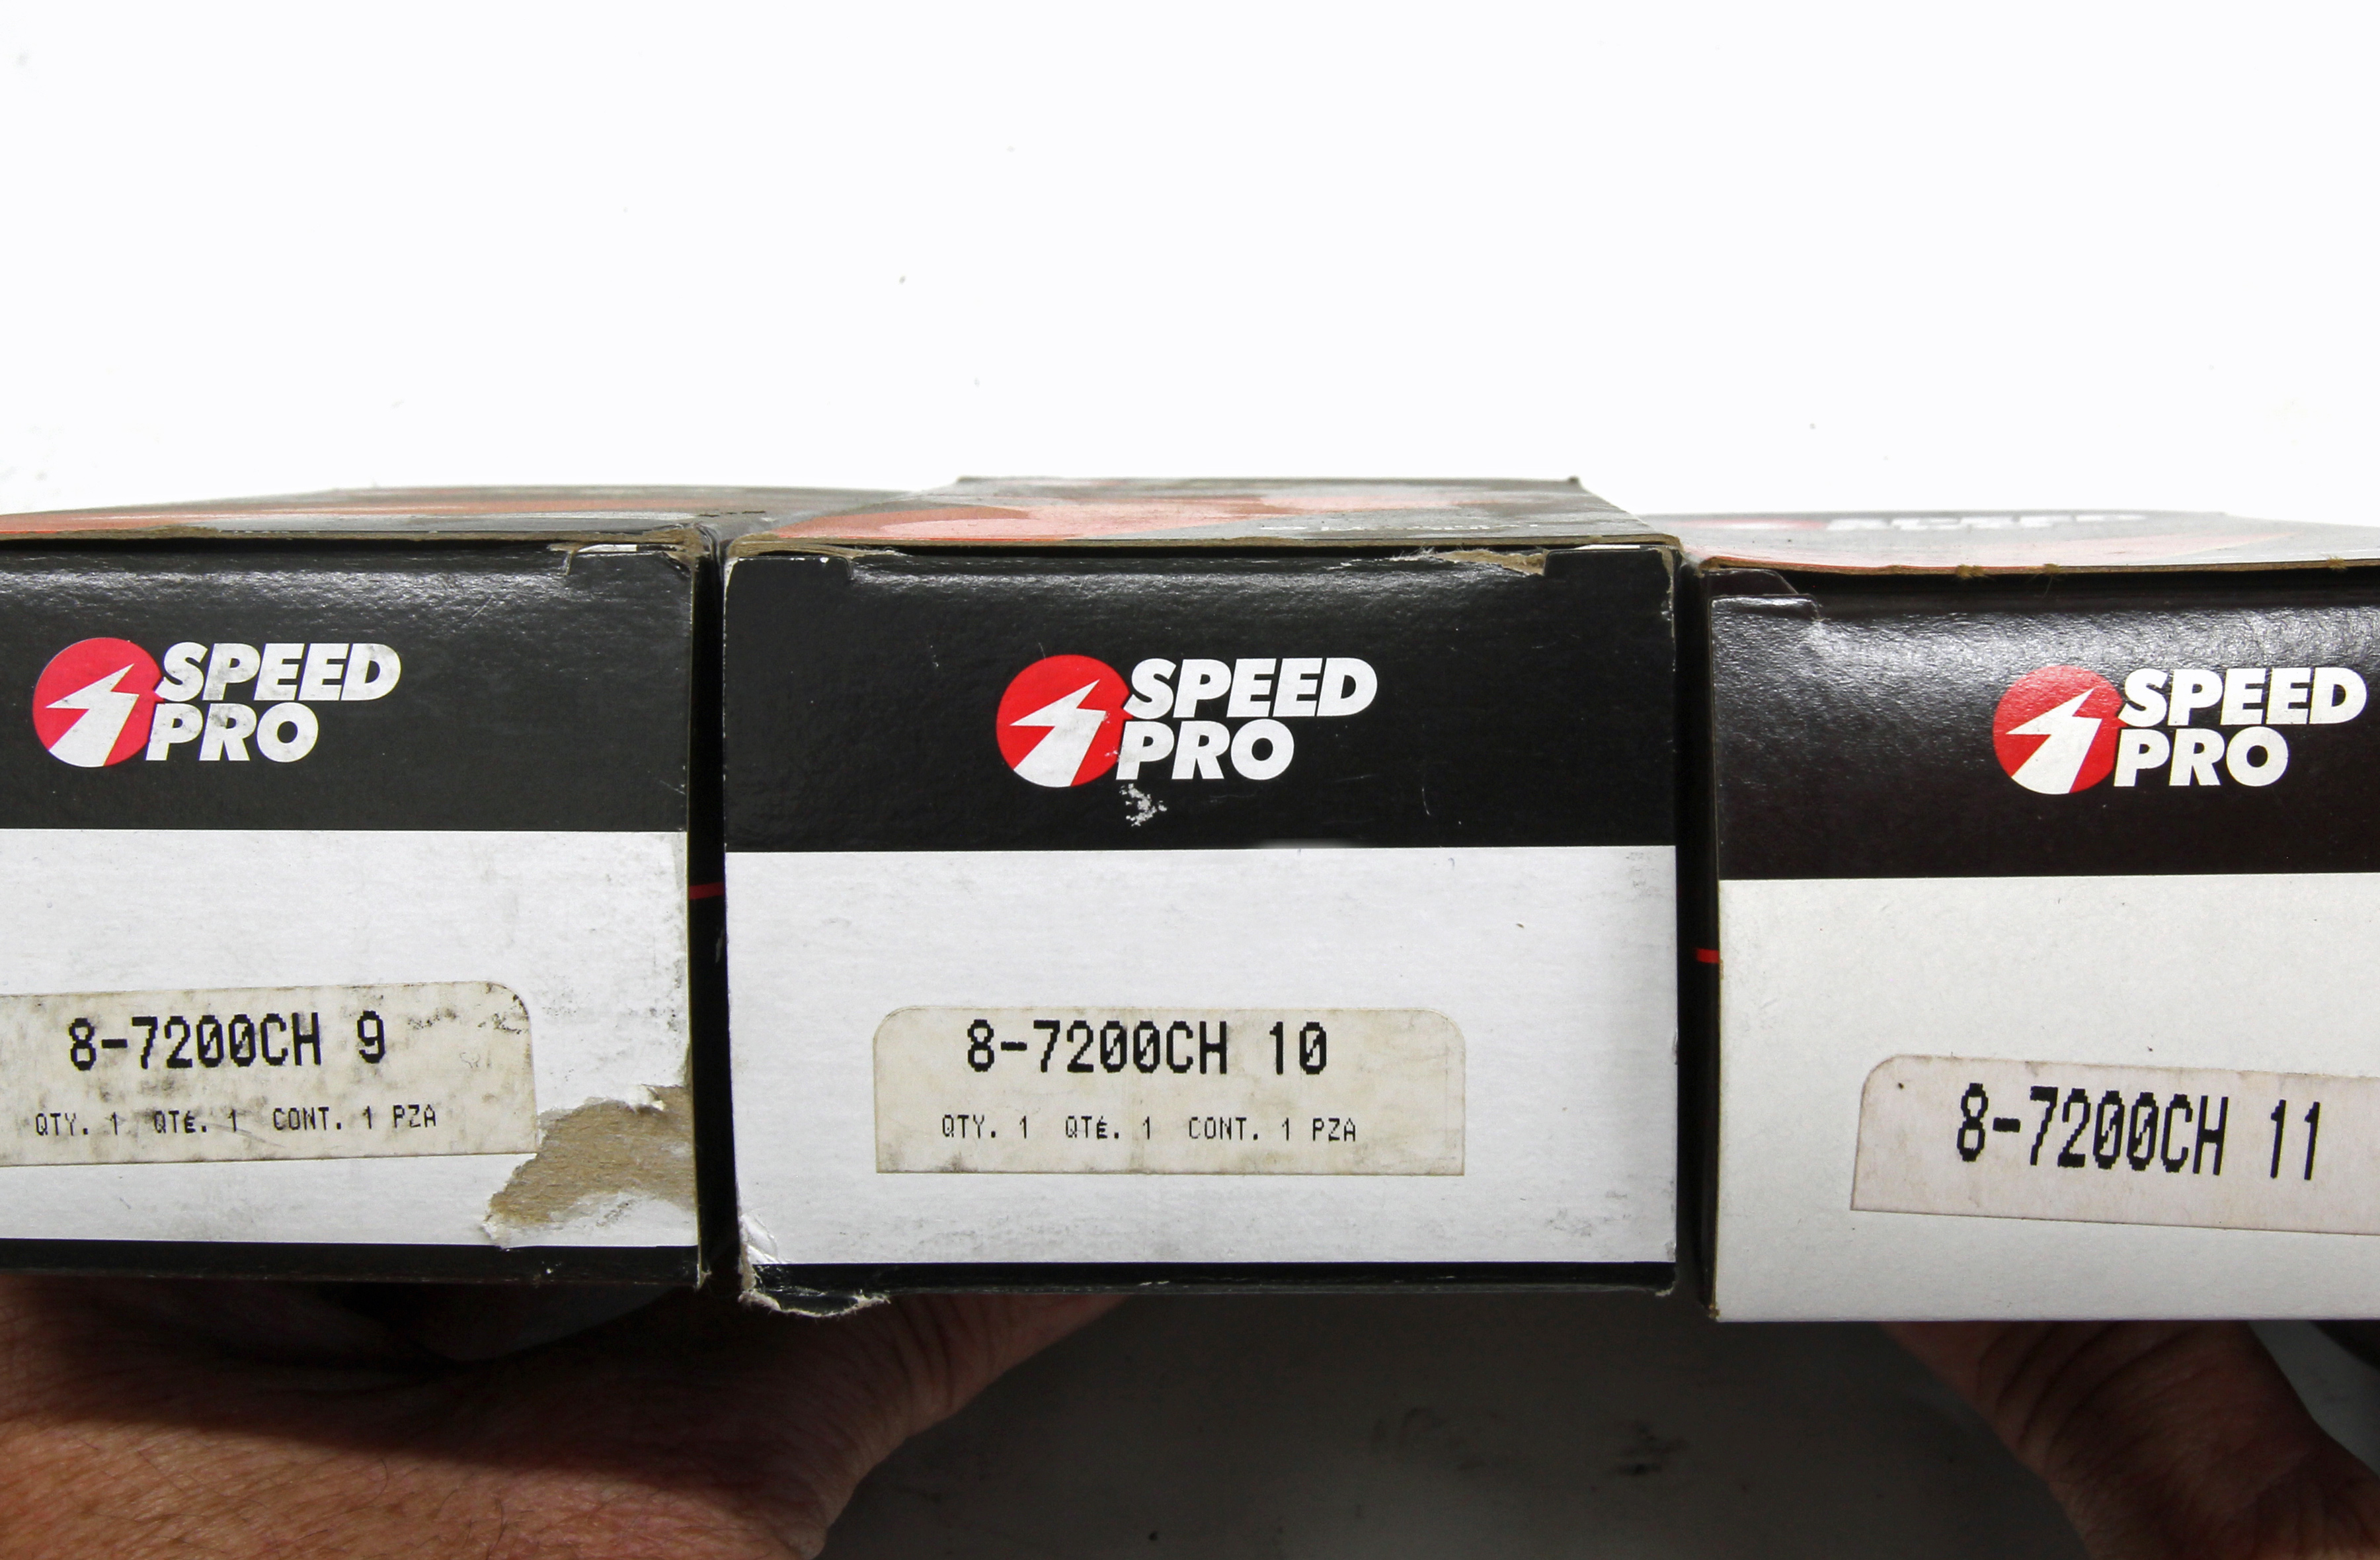 SPEED
PRO
8-7200CH 9
QTY. 1 QTÉ. 1 CONT. 1 PZA
SPEED
PRO
8-7200CH 10
QTY. 1 QTÉ. 1 CONT. 1 PZA
SPEED
PRO
8-7200CH 11